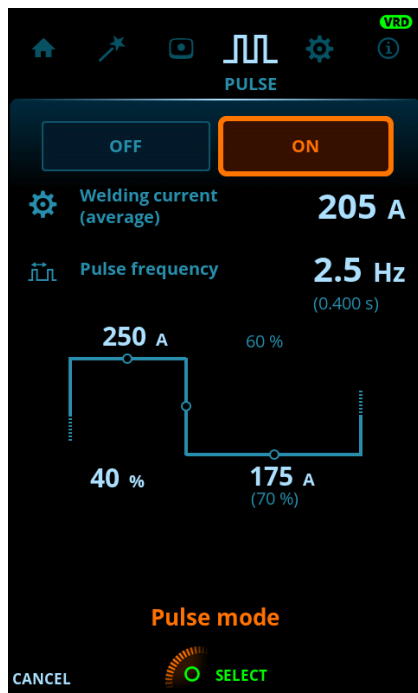 VRD
PULSE
OFF
ON
Welding current
(average)
205 A
Pulse frequency
2.5 Hz
(0.400 s)
250 A
60 %
40 %
175 A
(70 %)
Pulse mode
CANCEL
SELECT